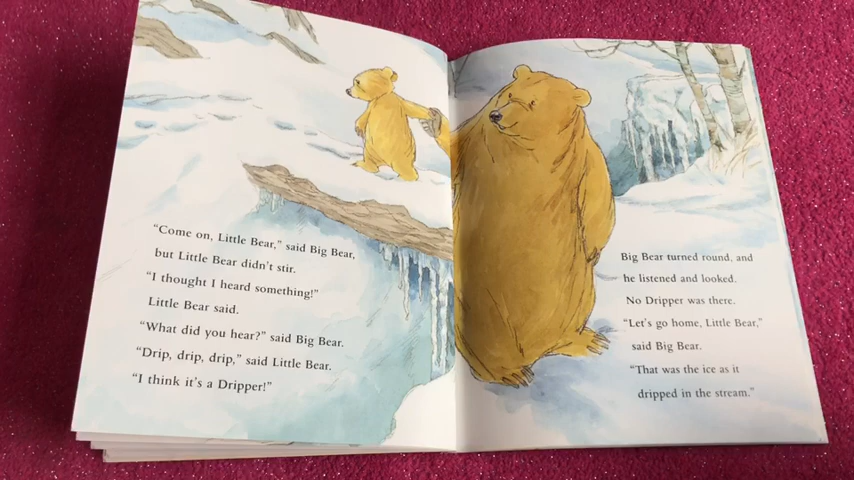 “Come on, Little Bear,” said Big Bear,
but Little Bear didn’t stir.
“I thought I heard something!”
Little Bear said.
“What did you hear?” said Big Bear.
“Drip, drip, drip,” said Little Bear.
“I think it’s a Dripper!”
Big Bear turned round, and
he listened and looked.
No Dripper was there.
“Let’s go home, Little Bear,”
said Big Bear.
“That was the ice as it
dripped in the stream.”